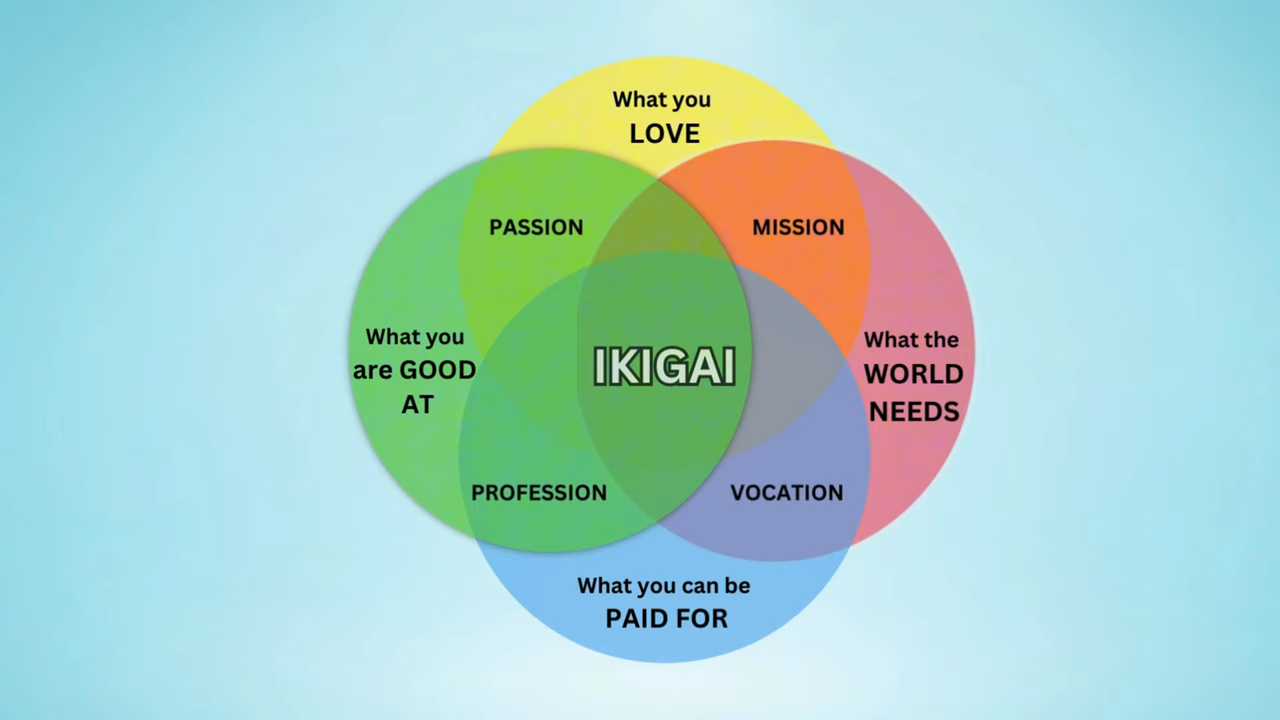 What you
LOVE
PASSION
MISSION
What you
are GOOD
AT
IKIGAI
What the
WORLD
NEEDS
PROFESSION
VOCATION
What you can be
PAID FOR